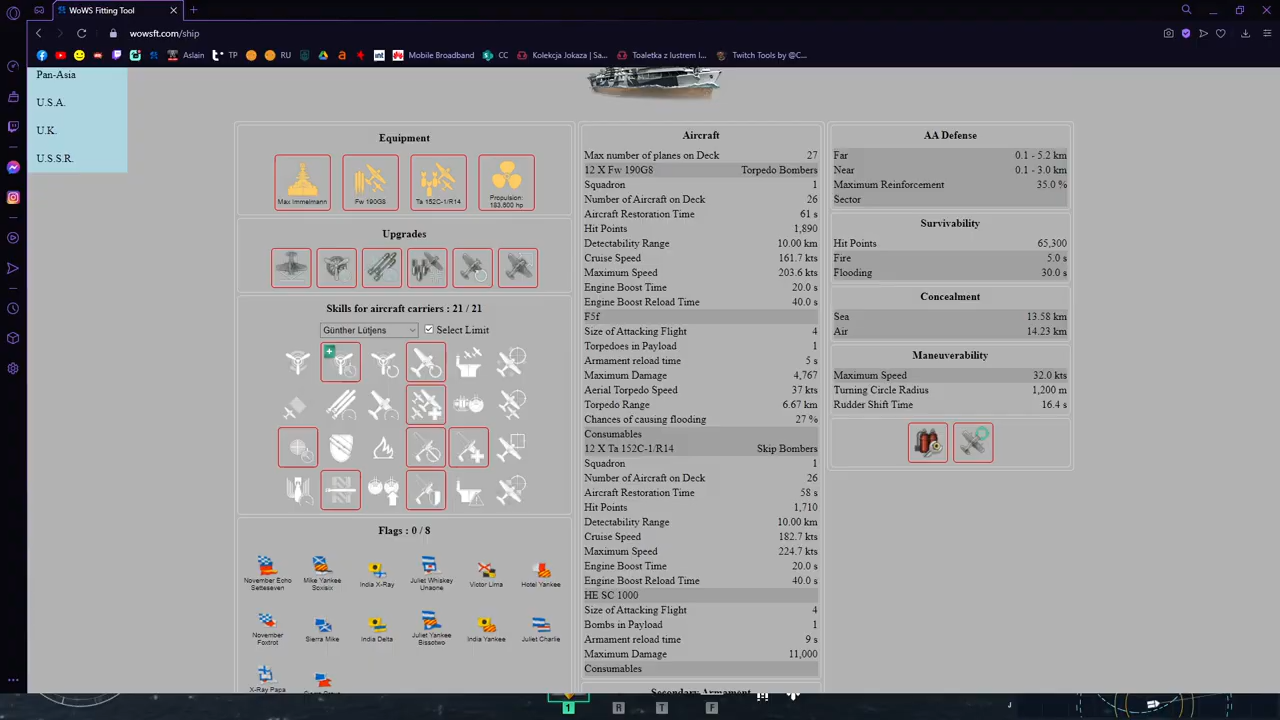 WoWS Fitting Tool
wowsft.com/ship
Aslain
TP
RU
int
Mobile Broadband
CC
Kolekcja Jokaza | Sa...
Toaletka z lustrem l...
Twitch Tools by @C...
Pan-Asia
U.S.A.
U.K.
U.S.S.R.
Equipment
Max Immelmann
Fw 190G8
Ta 152C-1/R14
Propulsion: 183,600 hp
Upgrades
Skills for aircraft carriers : 21 / 21
Günther Lütjens
Select Limit
Flags : 0 / 8
November Echo Setteseven
Mike Yankee Soxisix
India X-Ray
Juliet Whiskey Unaone
Victor Lima
Hotel Yankee
November Foxtrot
Sierra Mike
India Delta
Juliet Yankee Bissotwo
India Yankee
Juliet Charlie
X-Ray Papa
Aircraft
Max number of planes on Deck 27
12 X Fw 190G8 Torpedo Bombers
Squadron 1
Number of Aircraft on Deck 26
Aircraft Restoration Time 61 s
Hit Points 1,890
Detectability Range 10.00 km
Cruise Speed 161.7 kts
Maximum Speed 203.6 kts
Engine Boost Time 20.0 s
Engine Boost Reload Time 40.0 s
F5f
Size of Attacking Flight 4
Torpedoes in Payload 1
Armament reload time 5 s
Maximum Damage 4,767
Aerial Torpedo Speed 37 kts
Torpedo Range 6.67 km
Chances of causing flooding 27 %
Consumables
12 X Ta 152C-1/R14 Skip Bombers
Squadron 1
Number of Aircraft on Deck 26
Aircraft Restoration Time 58 s
Hit Points 1,710
Detectability Range 10.00 km
Cruise Speed 182.7 kts
Maximum Speed 224.7 kts
Engine Boost Time 20.0 s
Engine Boost Reload Time 40.0 s
HE SC 1000
Size of Attacking Flight 4
Bombs in Payload 1
Armament reload time 9 s
Maximum Damage 11,000
Consumables
Secondary Armament
AA Defense
Far 0.1 - 5.2 km
Near 0.1 - 3.0 km
Maximum Reinforcement 35.0 %
Sector
Survivability
Hit Points 65,300
Fire 5.0 s
Flooding 30.0 s
Concealment
Sea 13.58 km
Air 14.23 km
Maneuverability
Maximum Speed 32.0 kts
Turning Circle Radius 1,200 m
Rudder Shift Time 16.4 s
1 R T F